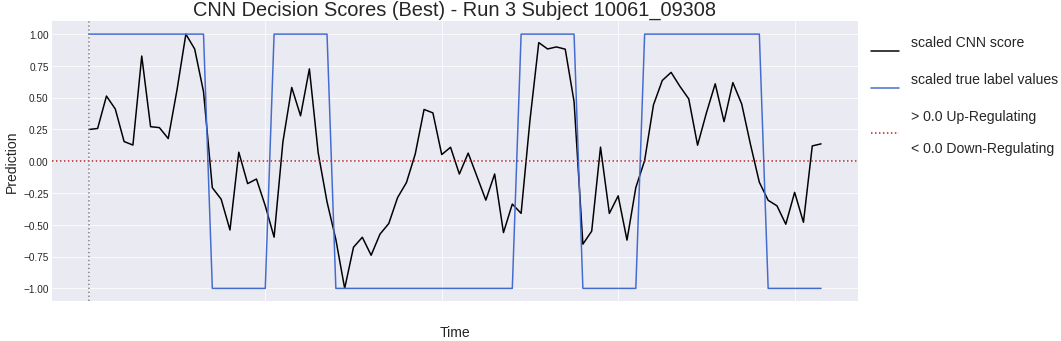 CNN Decision Scores (Best) - Run 3 Subject 10061_09308
1.00
0.75
0.50
0.25
0.00
−0.25
−0.50
−0.75
−1.00
Prediction
Time
scaled CNN score
scaled true label values
> 0.0 Up-Regulating
< 0.0 Down-Regulating